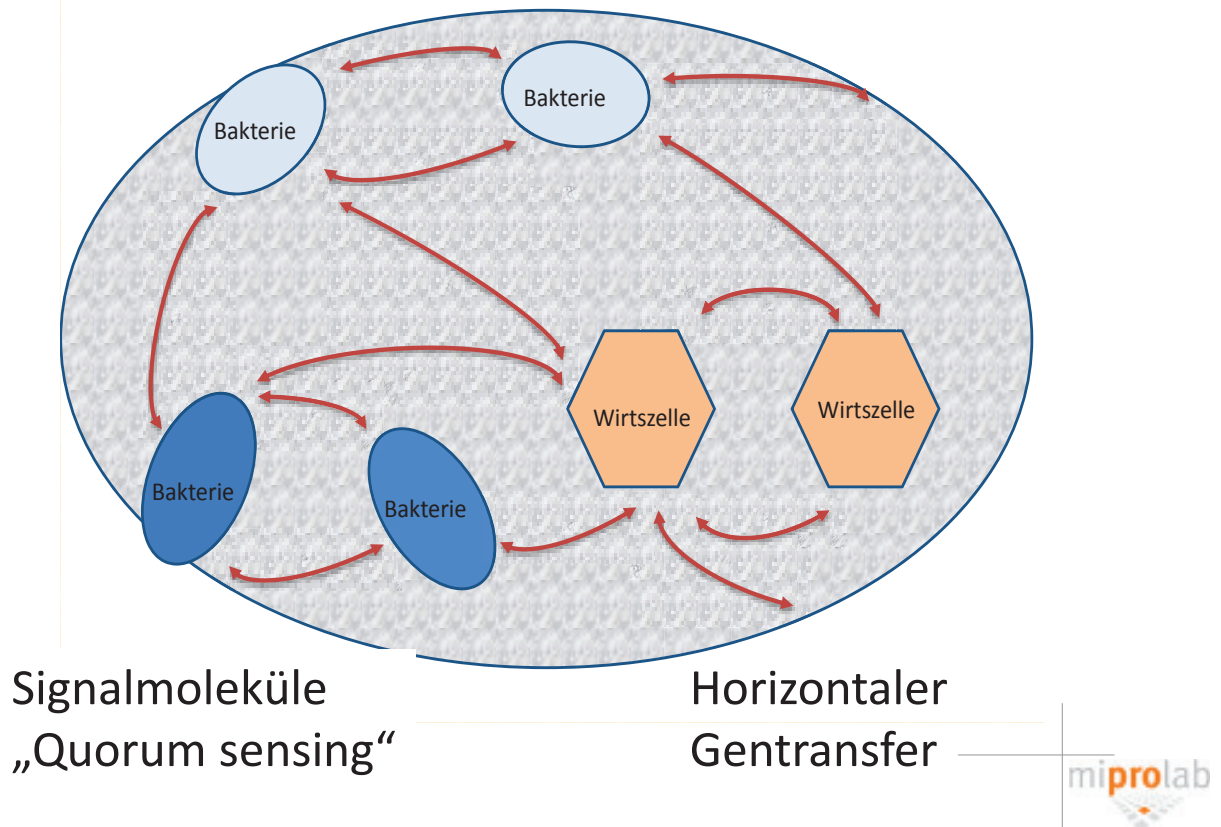 Bakterie
Bakterie
Wirtszelle
Wirtszelle
Bakterie
Bakterie
Signalmoleküle
„Quorum sensing“
Horizontaler
Gentransfer
miprolab